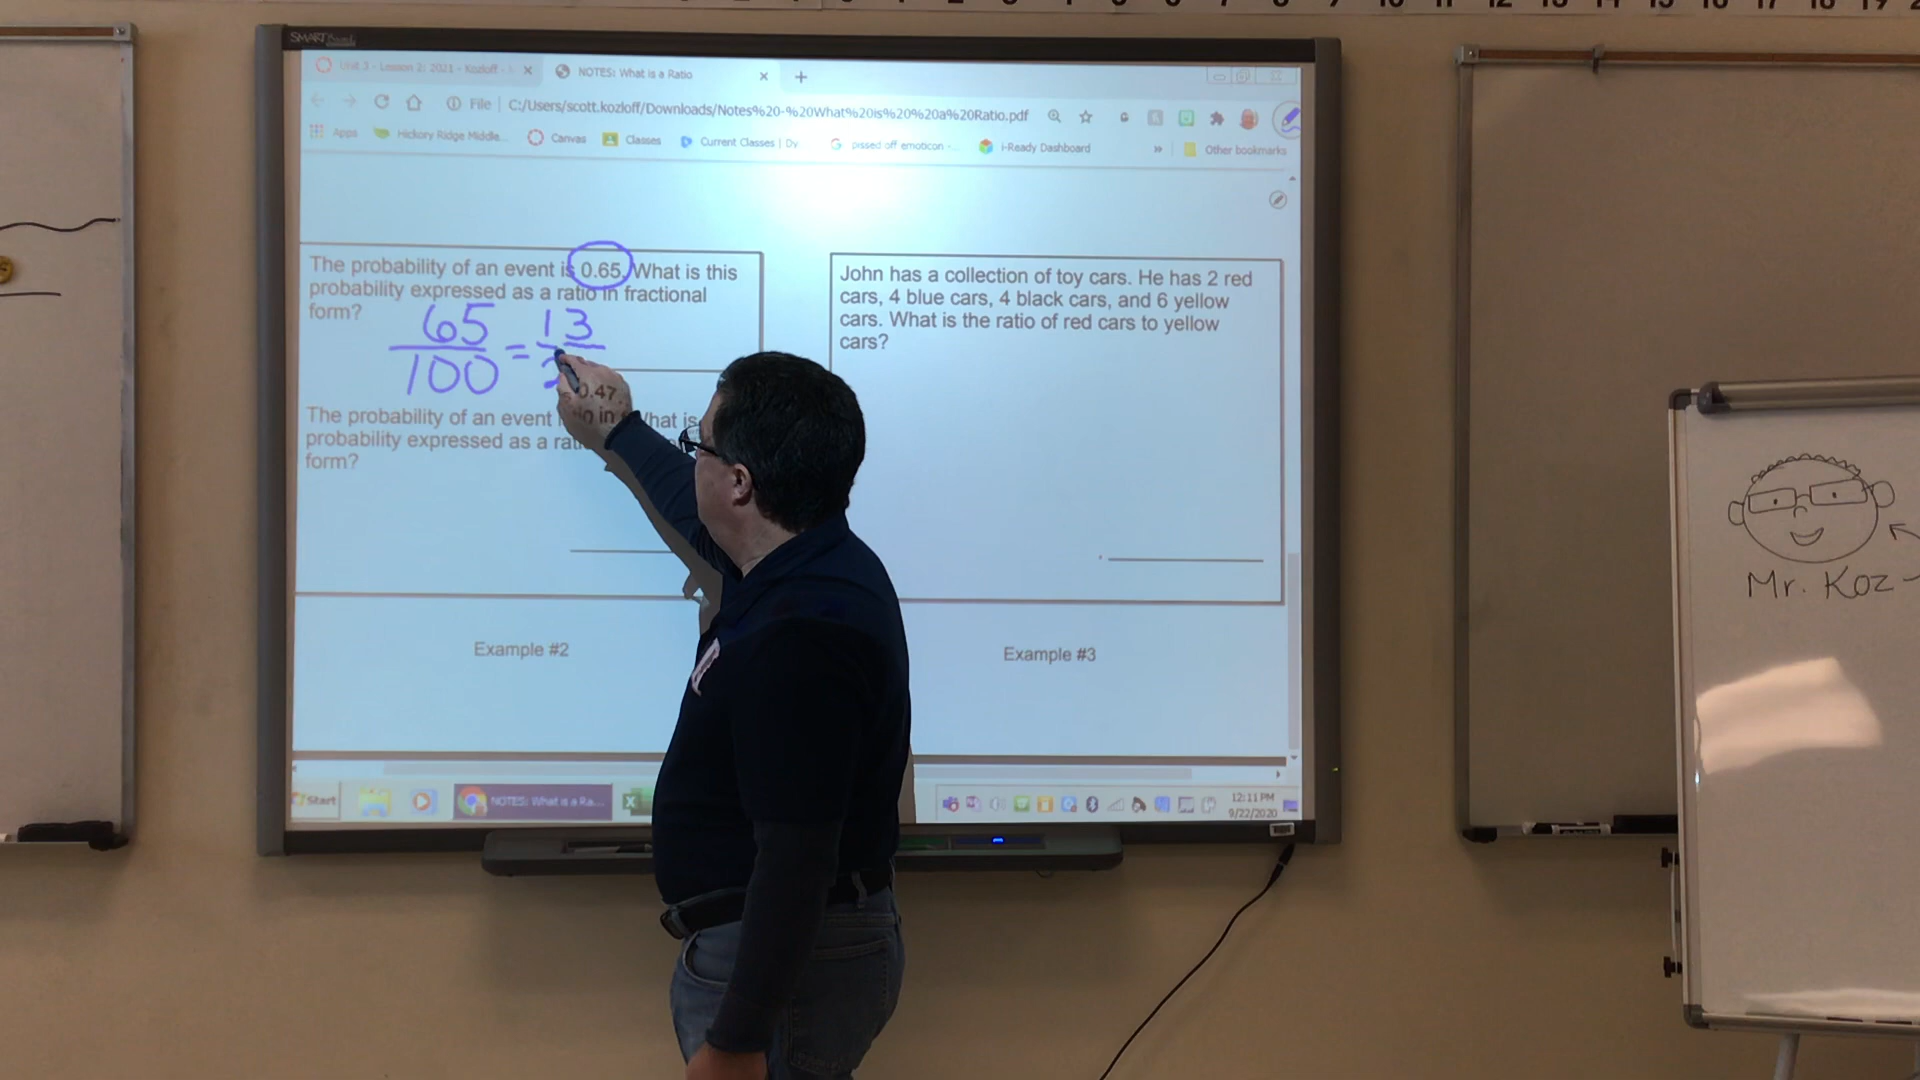 SMART Board
Unit 3 - Lesson 2: 2021 - Kozloff -
NOTES: What is a Ratio
File | C:/Users/scott.kozloff/Downloads/Notes%20-%20What%20is%20%20a%20Ratio.pdf
Apps Hickory Ridge Middle... Canvas Classes Current Classes | Dy pissed off emoticon -... i-Ready Dashboard » Other bookmarks
The probability of an event is 0.65. What is this
probability expressed as a ratio in fractional
form?
65
100
=
13
2
0.47
The probability of an event
probability expressed as a
form?
John has a collection of toy cars. He has 2 red
cars, 4 blue cars, 4 black cars, and 6 yellow
cars. What is the ratio of red cars to yellow
cars?
Example #2
Example #3
Start
NOTES: What is a Ra...
12:11 PM
9/22/2020
Mr. Koz